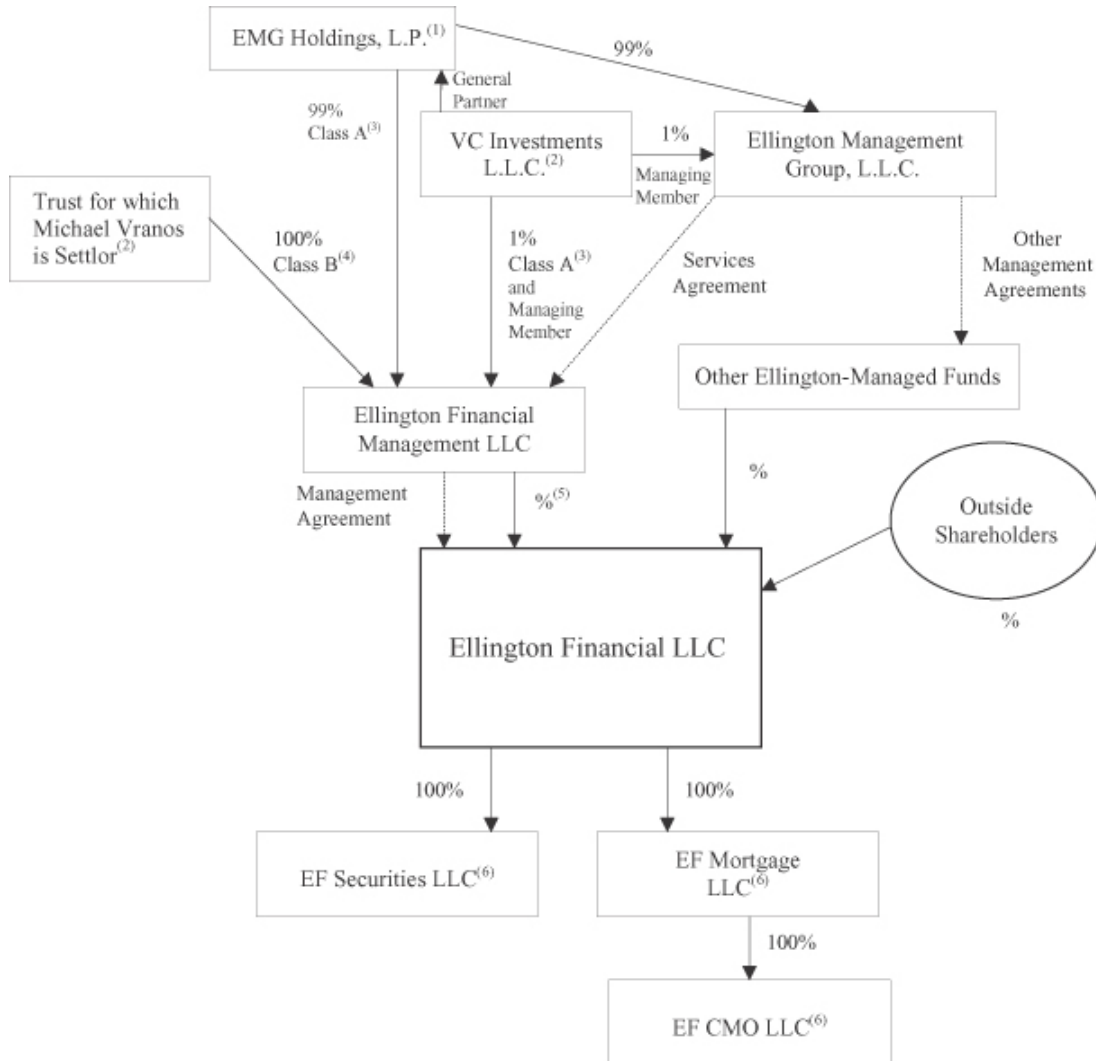 EMG Holdings, L.P.(1)
99%
General
Partner
99%
Class A(3)
VC Investments
L.L.C.(2)
1%
Managing
Member
Ellington Management
Group, L.L.C.
Trust for which
Michael Vranos
is Settlor(2)
100%
Class B(4)
1%
Class A(3)
and
Managing
Member
Services
Agreement
Other
Management
Agreements
Other Ellington-Managed Funds
Ellington Financial
Management LLC
Management
Agreement
%(5)
%
Outside
Shareholders
%
Ellington Financial LLC
100%
100%
EF Securities LLC(6)
EF Mortgage
LLC(6)
100%
EF CMO LLC(6)